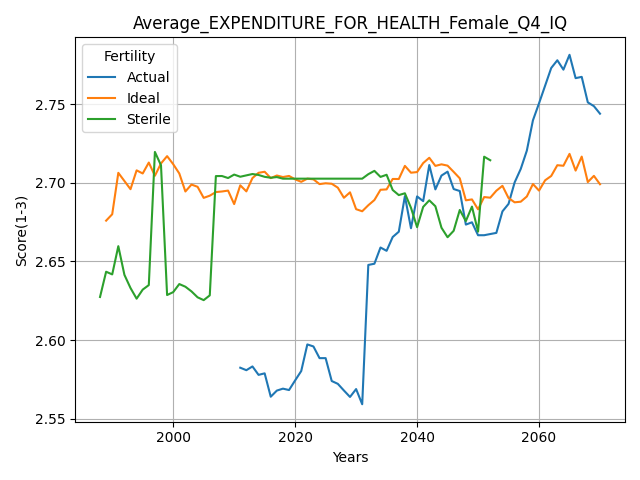 Average_EXPENDITURE_FOR_HEALTH_Female_Q4_IQ
Fertility
Actual
Ideal
Sterile
Score(1-3)
2.75
2.70
2.65
2.60
2.55
2000 2020 2040 2060
Years